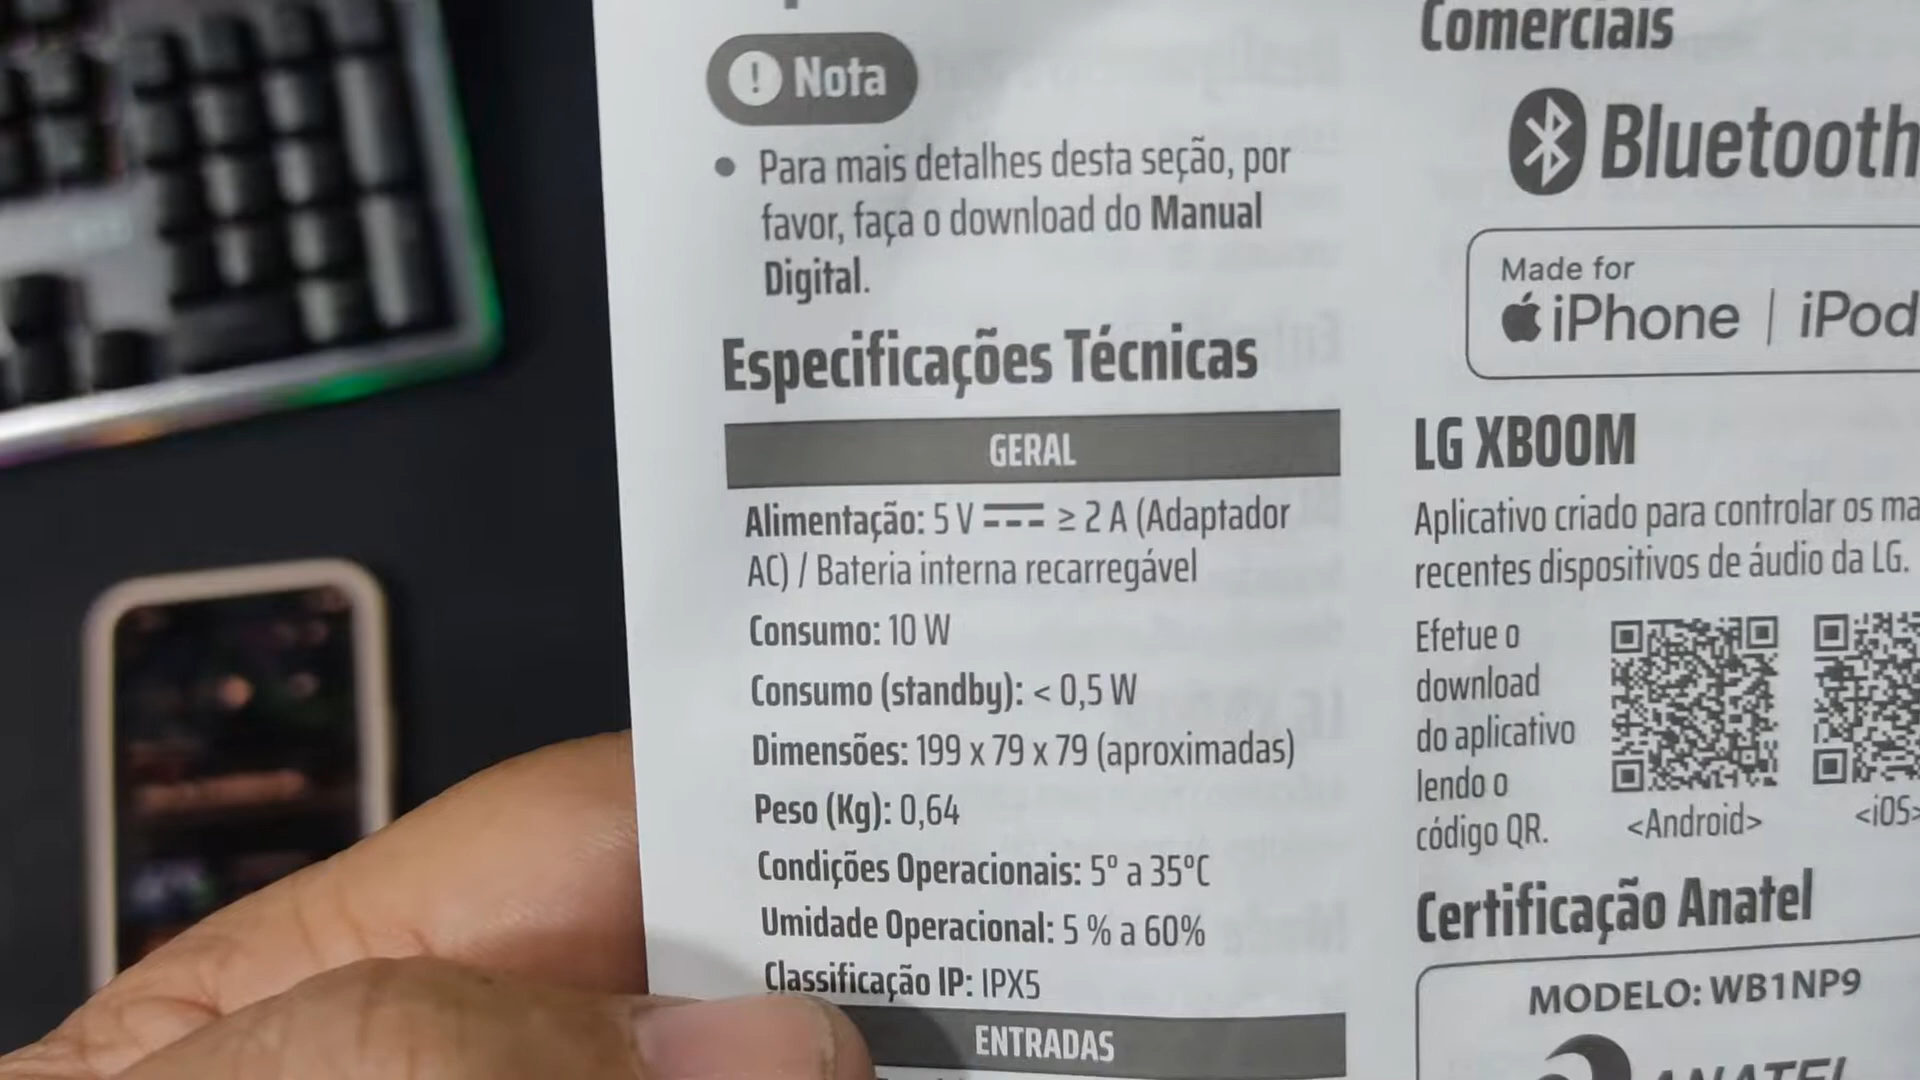 ! Nota
• Para mais detalhes desta seção, por
favor, faça o download do Manual
Digital.
Especificações Técnicas
GERAL
Alimentação: 5 V ⎓ ≥ 2 A (Adaptador
AC) / Bateria interna recarregável
Consumo: 10 W
Consumo (standby): < 0,5 W
Dimensões: 199 x 79 x 79 (aproximadas)
Peso (Kg): 0,64
Condições Operacionais: 5º a 35ºC
Umidade Operacional: 5 % a 60%
Classificação IP: IPX5
ENTRADAS
Comerciais
Bluetooth
Made for
iPhone | iPod
LG XBOOM
Aplicativo criado para controlar os ma
recentes dispositivos de áudio da LG.
Efetue o
download
do aplicativo
lendo o
código QR.
<Android>
<iOS>
Certificação Anatel
MODELO: WB1NP9
ANATEL